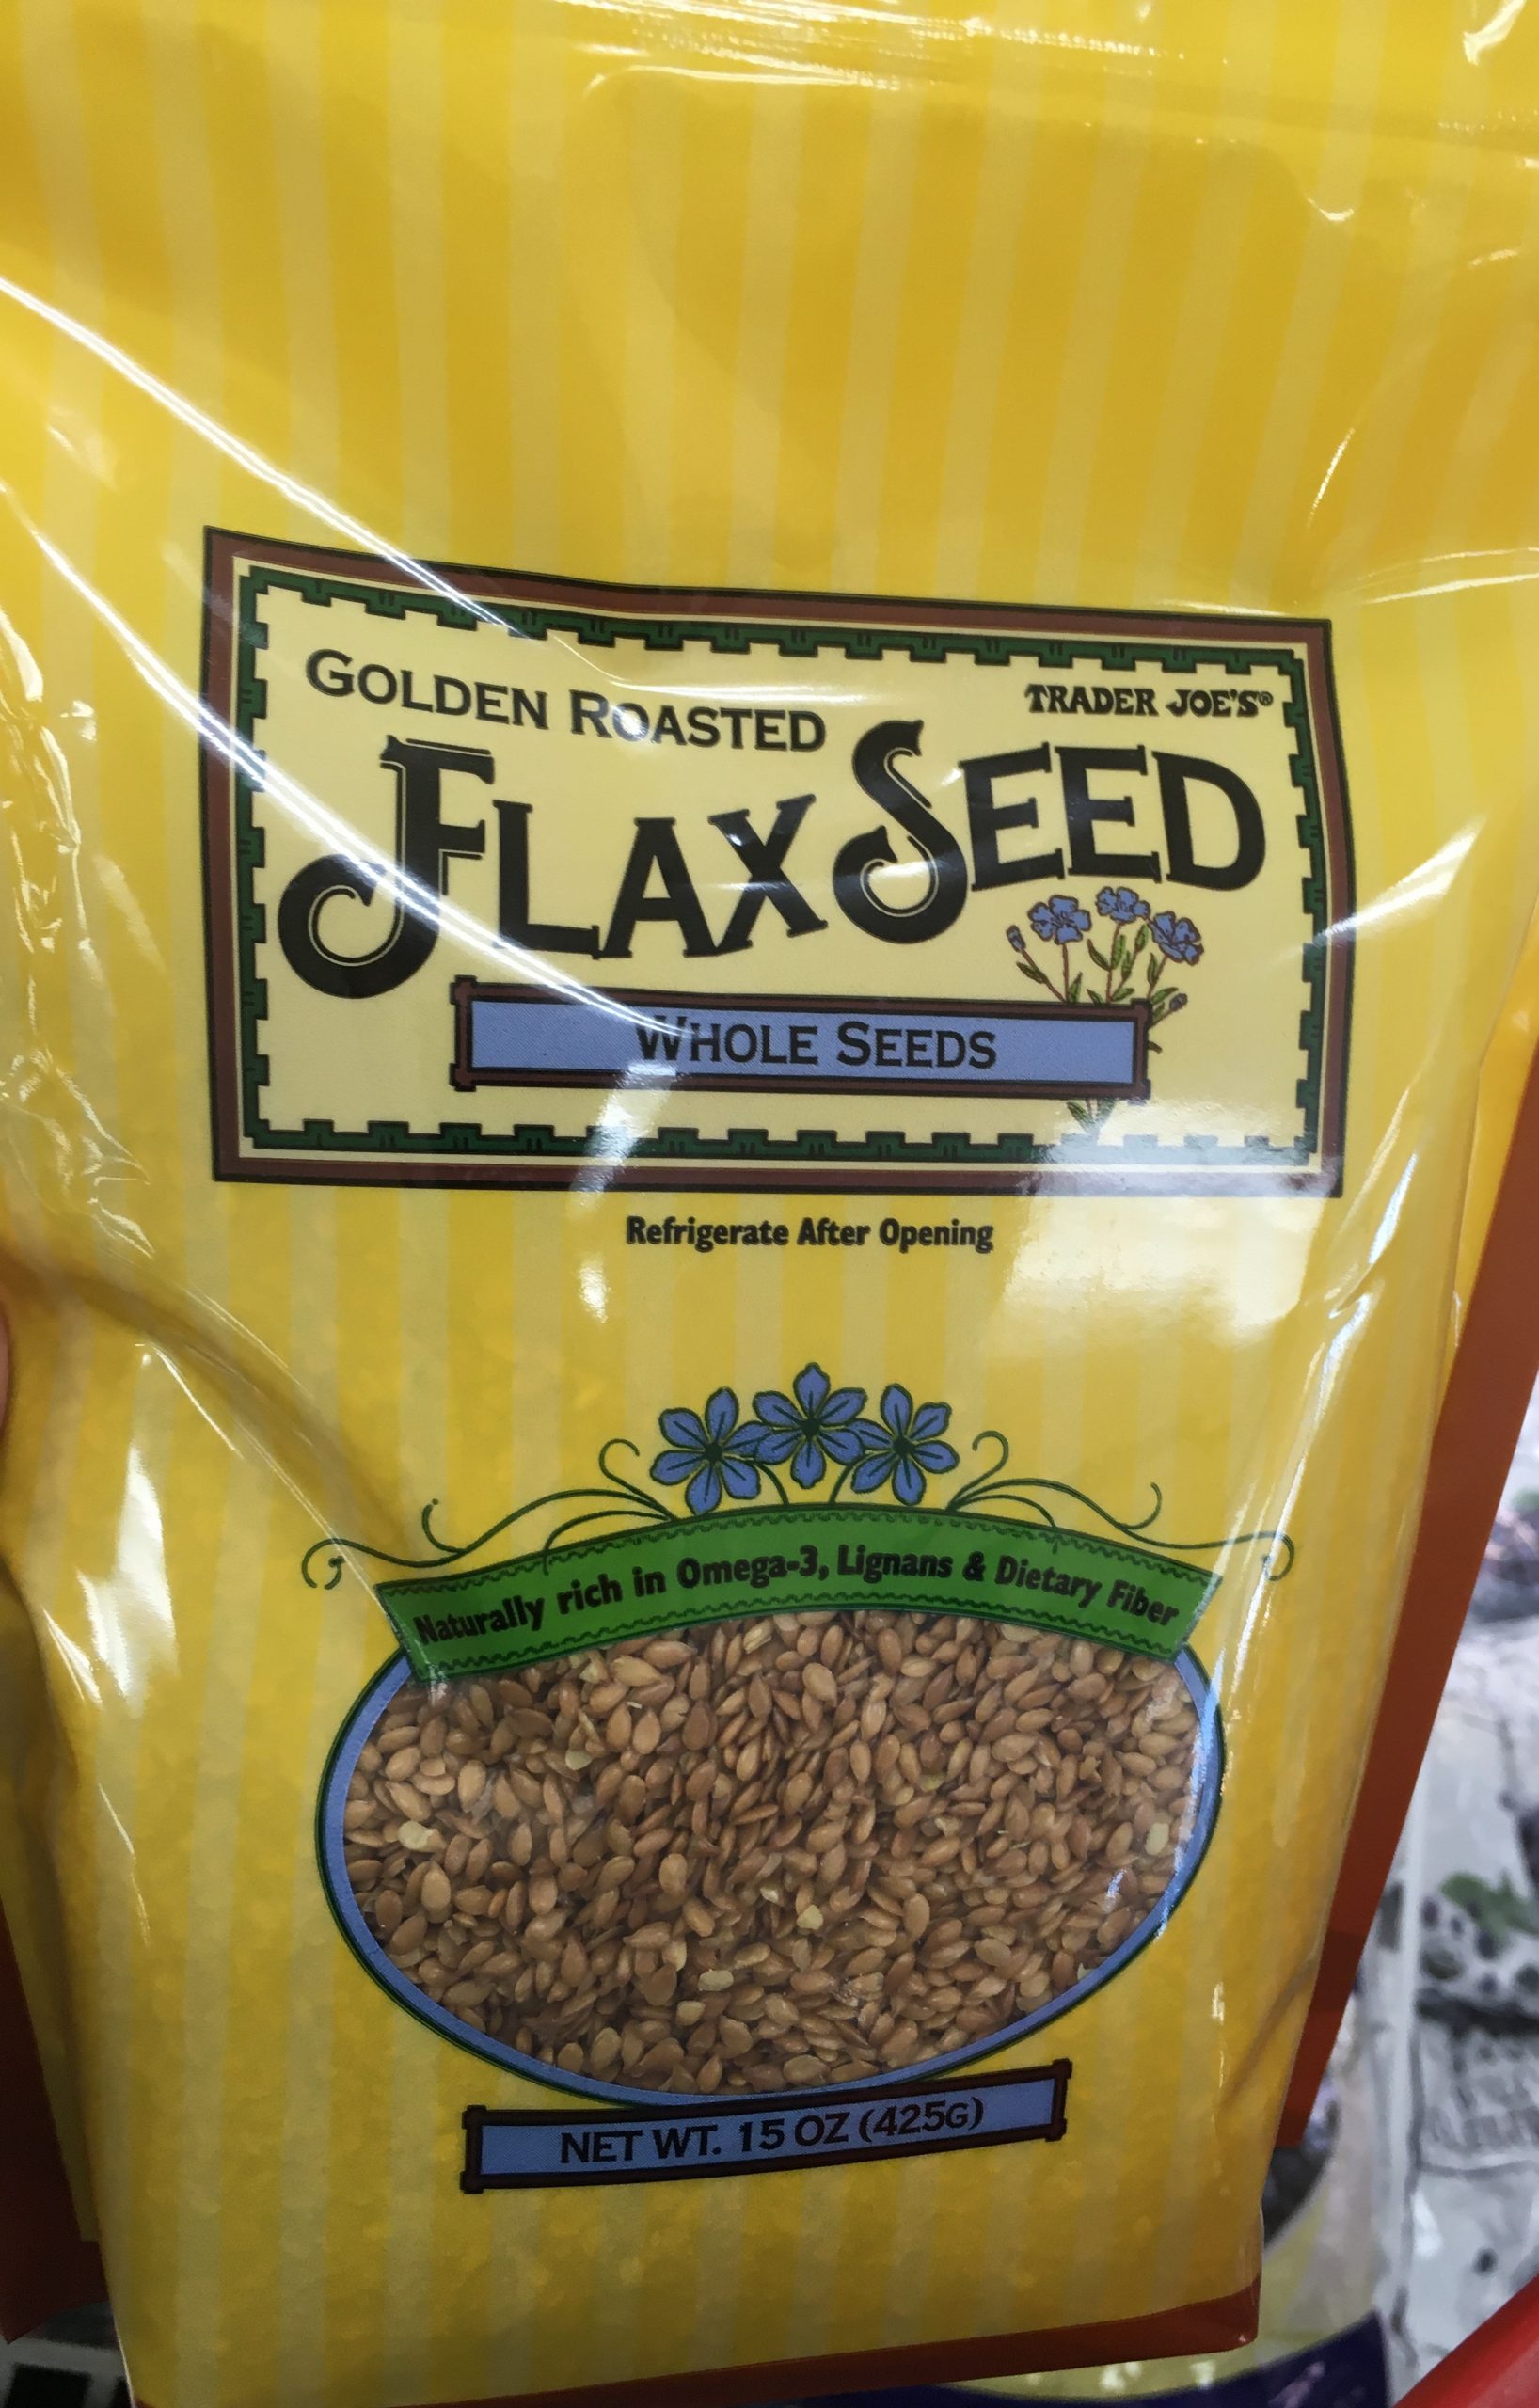 GOLDEN ROASTED
TRADER JOE'S®
FLAX SEED
WHOLE SEEDS
Refrigerate After Opening
Naturally rich in Omega-3, Lignans & Dietary Fiber
NET WT. 15 OZ (425G)